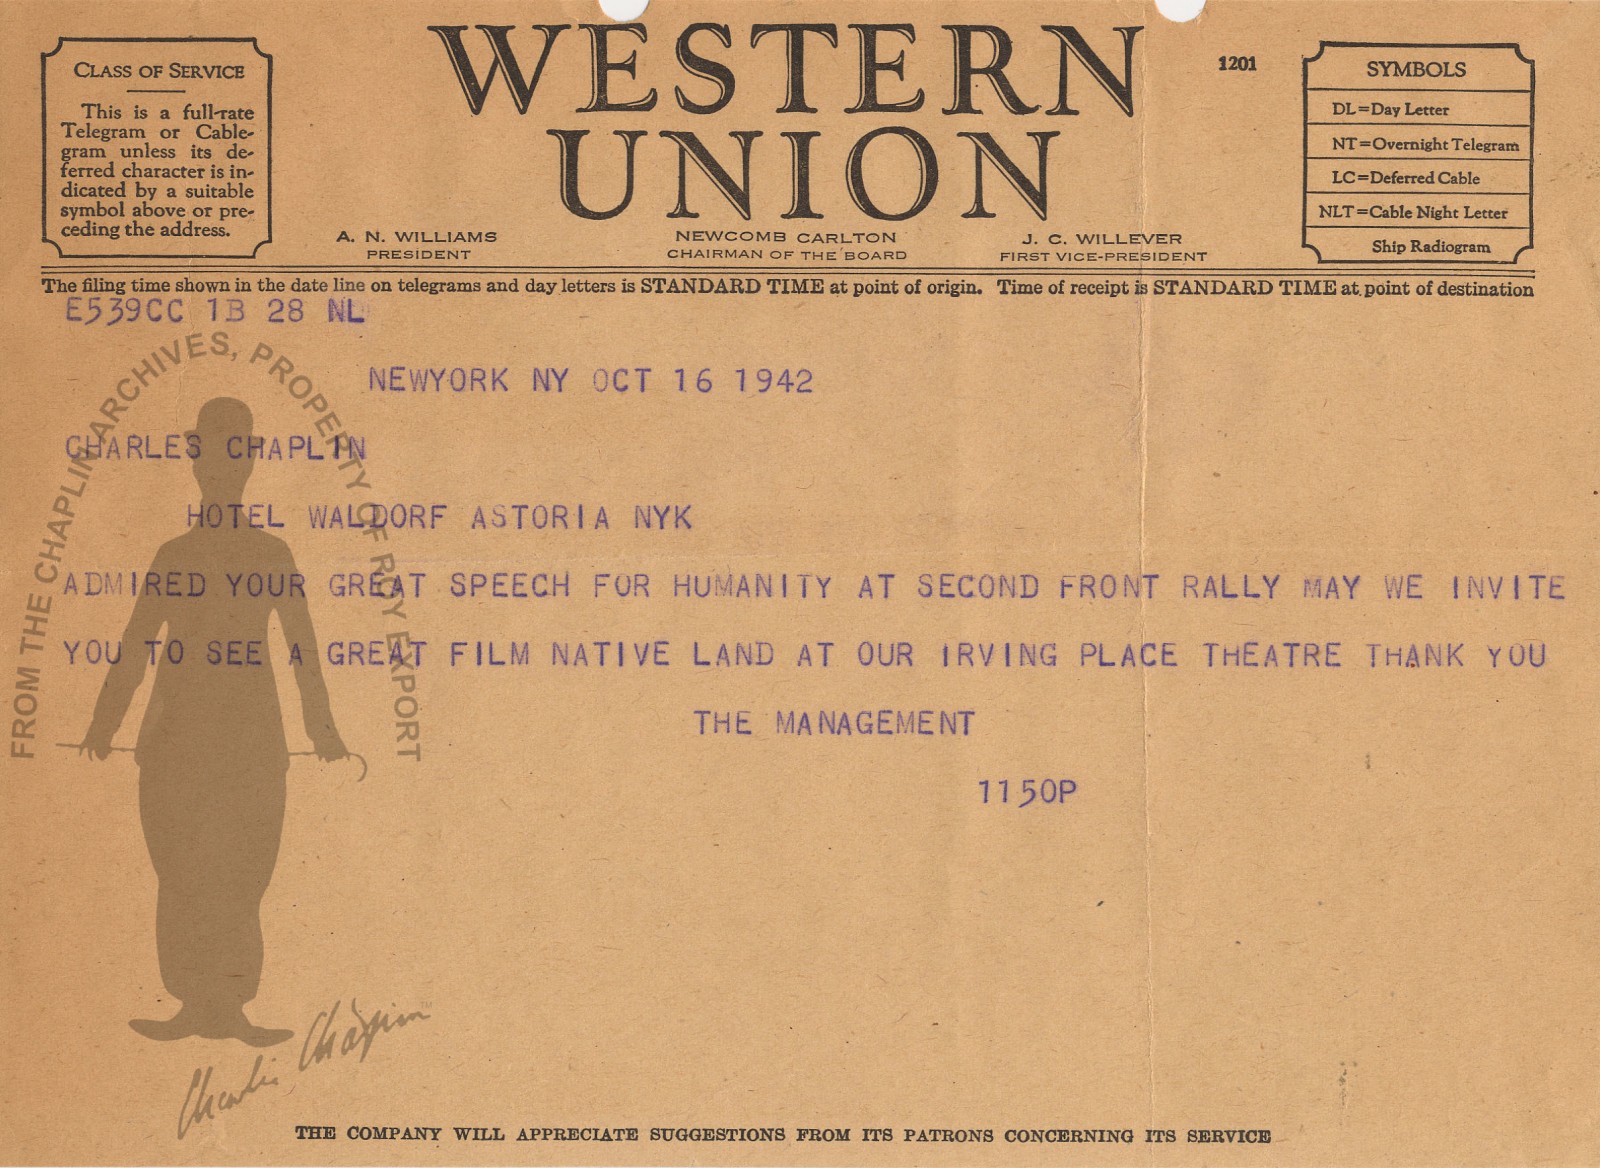 CLASS OF SERVICE
This is a full-rate
Telegram or Cable-
gram unless its de-
ferred character is in-
dicated by a suitable
symbol above or pre-
ceding the address.
WESTERN
UNION
1201
A. N. WILLIAMS
PRESIDENT
NEWCOMB CARLTON
CHAIRMAN OF THE BOARD
J. C. WILLEVER
FIRST VICE-PRESIDENT
SYMBOLS
DL=Day Letter
NT=Overnight Telegram
LC=Deferred Cable
NLT=Cable Night Letter
Ship Radiogram
The filing time shown in the date line on telegrams and day letters is STANDARD TIME at point of origin. Time of receipt is STANDARD TIME at point of destination
E539CC 1B 28 NL
NEWYORK NY OCT 16 1942
CHARLES CHAPLIN
HOTEL WALDORF ASTORIA NYK
ADMIRED YOUR GREAT SPEECH FOR HUMANITY AT SECOND FRONT RALLY MAY WE INVITE
YOU TO SEE A GREAT FILM NATIVE LAND AT OUR IRVING PLACE THEATRE THANK YOU
THE MANAGEMENT
1150P
FROM THE CHAPLIN ARCHIVES, PROPERTY OF ROY EXPORT
Charlie Chaplin TM
THE COMPANY WILL APPRECIATE SUGGESTIONS FROM ITS PATRONS CONCERNING ITS SERVICE